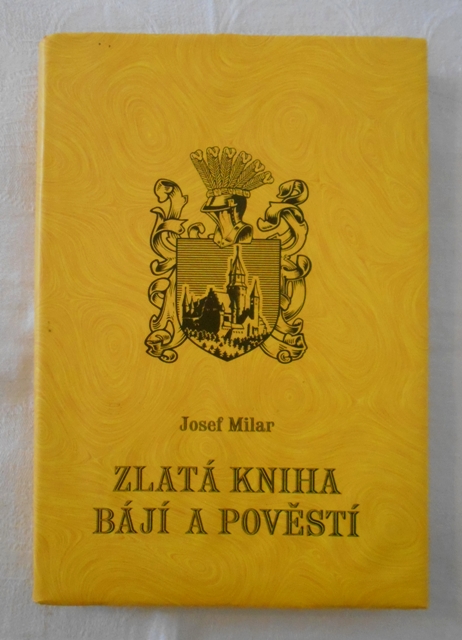 Josef Milar
ZLATÁ KNIHA
BÁJÍ A POVĚSTÍ